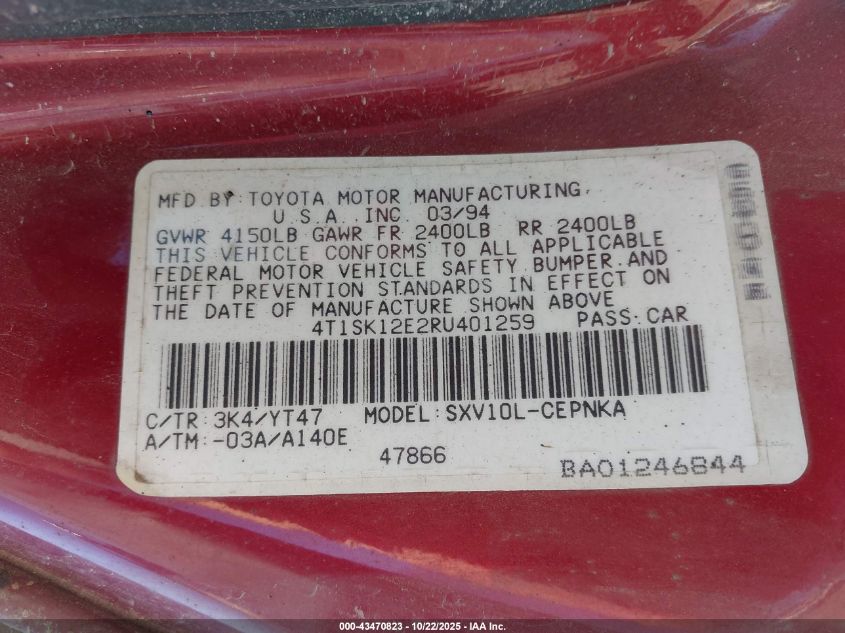 MFD BY TOYOTA MOTOR MANUFACTURING,
U.S.A. INC. 03/94
GVWR 4150LB GAWR FR 2400LB RR 2400LB
THIS VEHICLE CONFORMS TO ALL APPLICABLE
FEDERAL MOTOR VEHICLE SAFETY, BUMPER, AND
THEFT PREVENTION STANDARDS IN EFFECT ON
THE DATE OF MANUFACTURE SHOWN ABOVE
4T1SK12E2RU401259 PASS: CAR
C/TR: 3K4/YT47 MODEL: SXV10L-CEPNKA
A/TM: -03A/A140E
47866
BA01246844
000-43470823 - 10/22/2025 - IAA Inc.